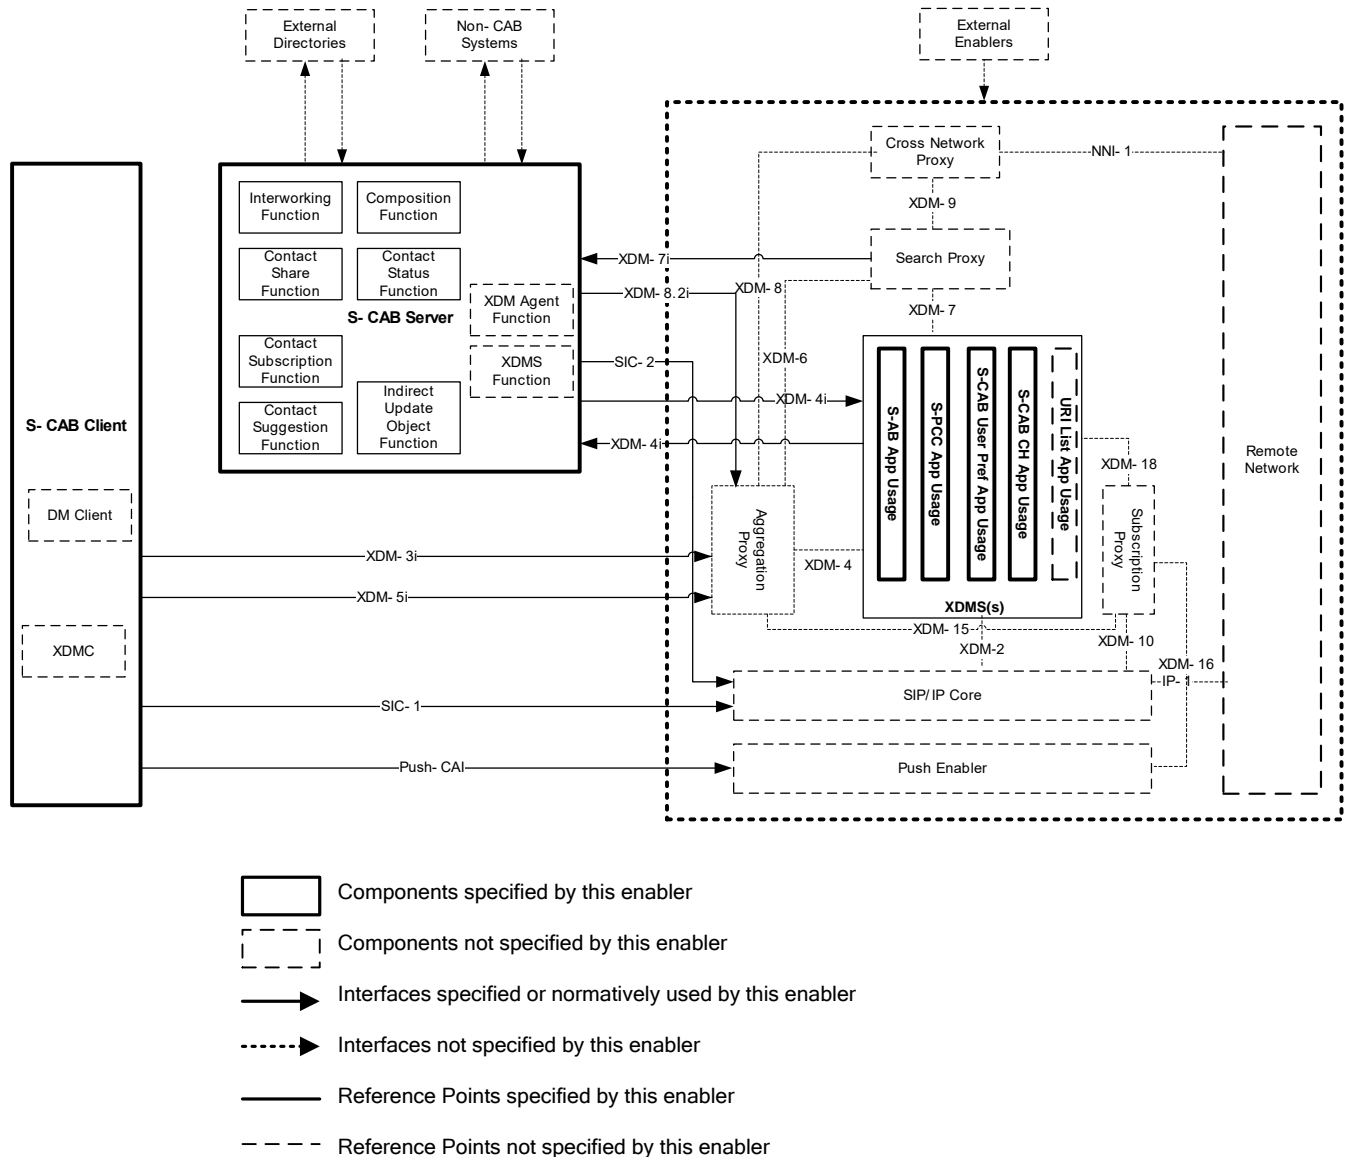 External
Directories
Non- CAB
Systems
External
Enablers
Cross Network
Proxy
NNI- 1
XDM- 9
Interworking
Function
Composition
Function
Contact
Share
Function
Contact
Status
Function
XDM- 7i
Search Proxy
XDM- 8.2i
XDM- 8
XDM Agent
Function
S- CAB Server
XDM- 7
Contact
Subscription
Function
XDMS
Function
SIC- 2
XDM-6
Indirect
Update
Object
Function
XDM- 4i
Contact
Suggestion
Function
XDM- 4i
S-AB App Usage
S-PCC App Usage
S-CAB User Pref App Usage
S-CAB CH App Usage
URI List App Usage
S- CAB Client
Remote
Network
XDM- 18
DM Client
Aggregation
Proxy
Subscription
Proxy
XDM- 3i
XDM- 4
XDM- 5i
XDMS(s)
XDM- 15
XDM- 10
XDMC
XDM-2
XDM- 16
IP- 1
SIP/IP Core
SIC- 1
Push- CAI
Push Enabler
Components specified by this enabler
Components not specified by this enabler
Interfaces specified or normatively used by this enabler
Interfaces not specified by this enabler
Reference Points specified by this enabler
Reference Points not specified by this enabler